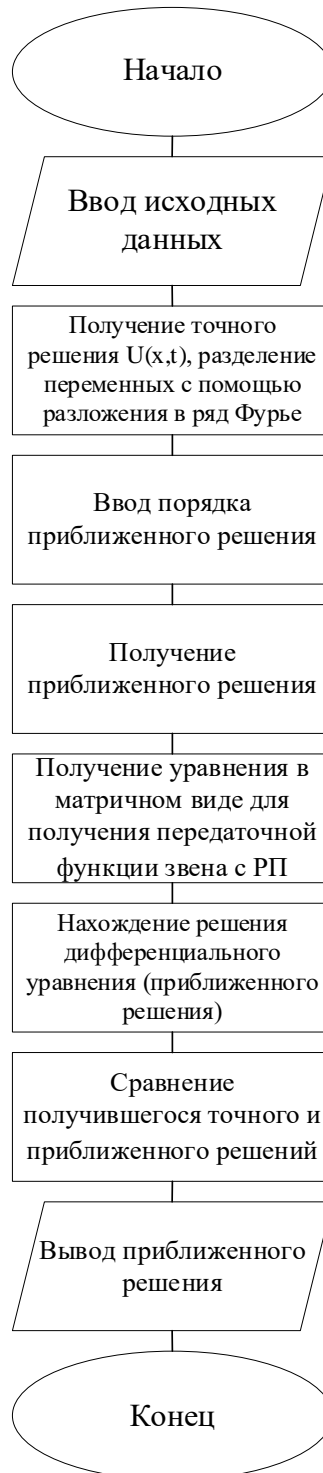 Начало
Ввод исходных
данных
Получение точного
решения U(x,t), разделение
переменных с помощью
разложения в ряд Фурье
Ввод порядка
приближенного решения
Получение
приближенного решения
Получение уравнения в
матричном виде для
получения передаточной
функции звена с РП
Нахождение решения
дифференциального
уравнения (приближенного
решения)
Сравнение
получившегося точного и
приближенного решений
Вывод приближенного
решения
Конец